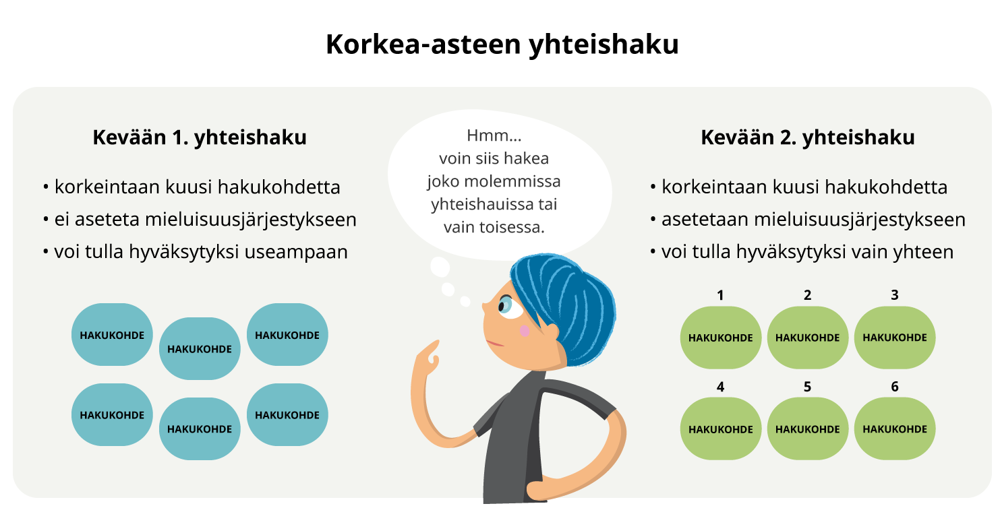 Korkea-asteen yhteishaku
Kevään 1. yhteishaku
• korkeintaan kuusi hakukohdetta
• ei aseteta mieluisuusjärjestykseen
• voi tulla hyväksytyksi useampaan
HAKUKOHDE
HAKUKOHDE
HAKUKOHDE
HAKUKOHDE
HAKUKOHDE
HAKUKOHDE
Hmm...
voin siis hakea
joko molemmissa
yhteishauissa tai
vain toisessa.
Kevään 2. yhteishaku
• korkeintaan kuusi hakukohdetta
• asetetaan mieluisuusjärjestykseen
• voi tulla hyväksytyksi vain yhteen
1 2 3
HAKUKOHDE HAKUKOHDE HAKUKOHDE
4 5 6
HAKUKOHDE HAKUKOHDE HAKUKOHDE